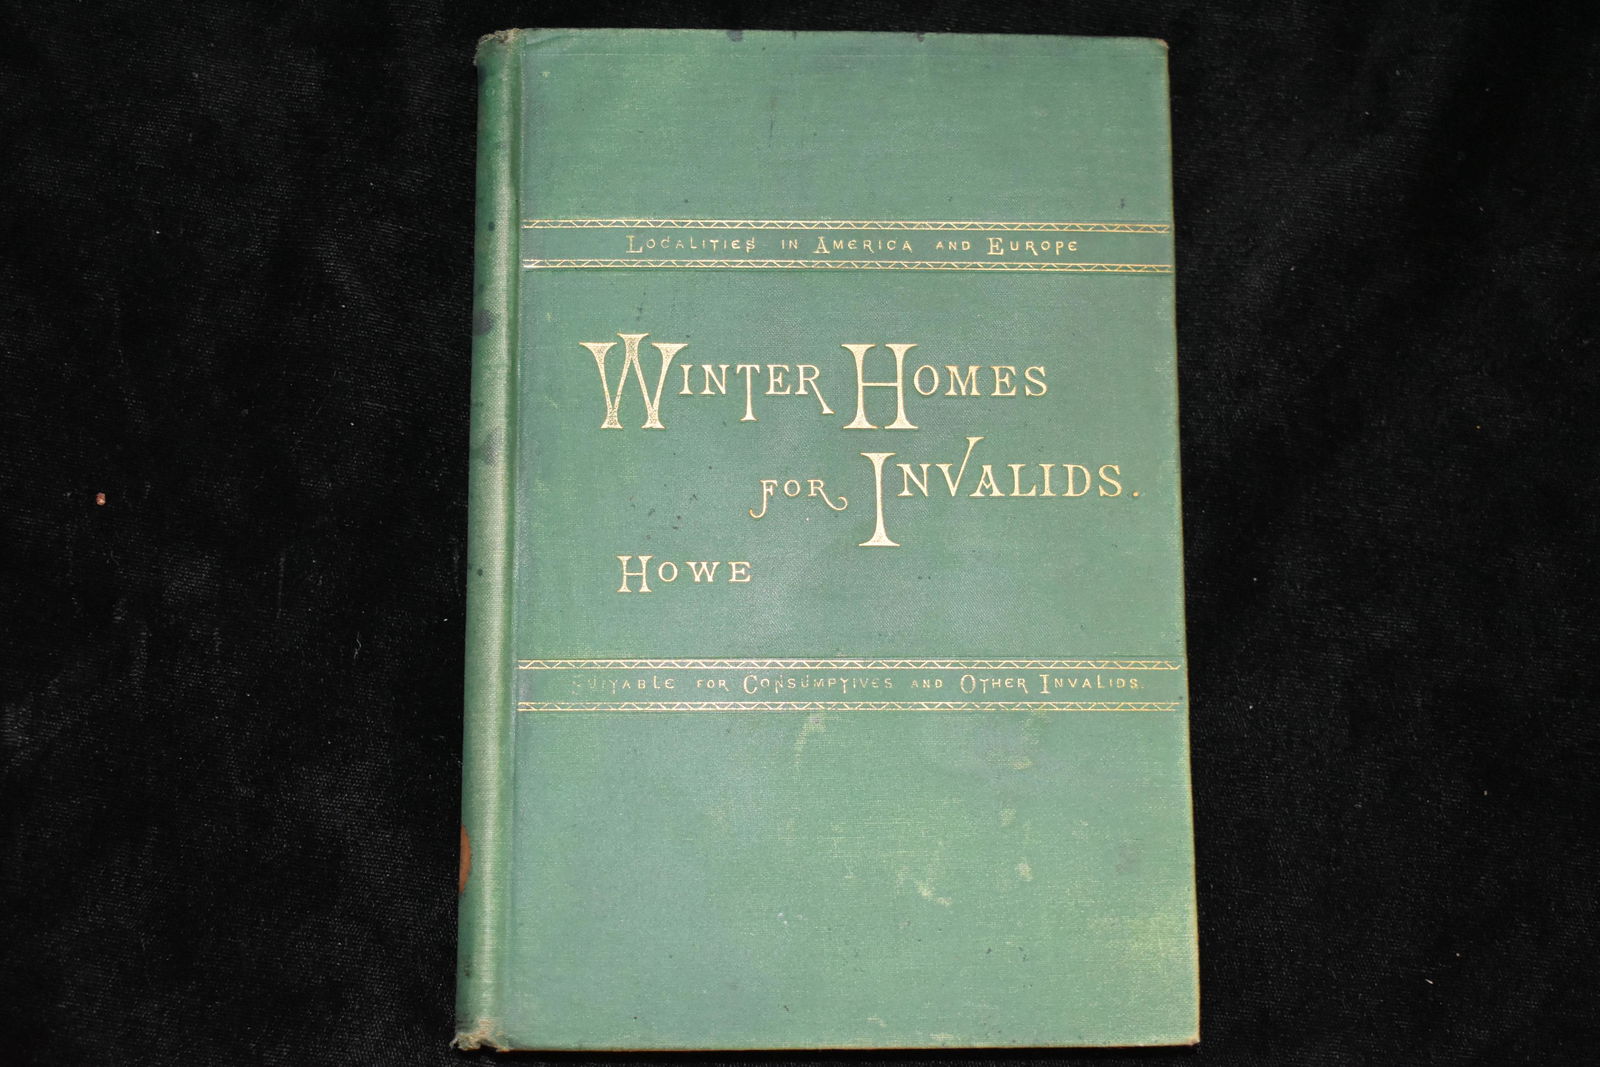 Localities in America and Europe
Winter Homes
for Invalids.
Howe
Suitable for Consumptives and Other Invalids.